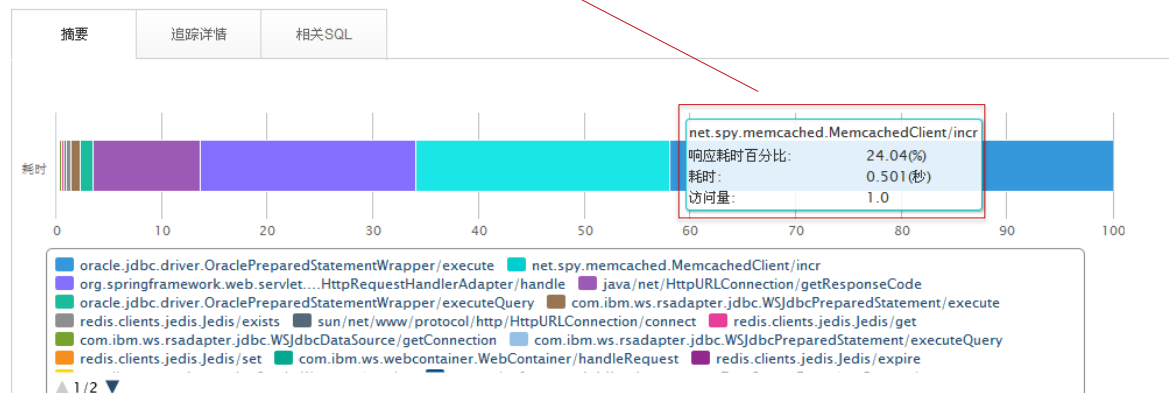 摘要 追踪详情 相关SQL
net.spy.memcached.MemcachedClient/incr
响应耗时百分比: 24.04(%)
耗时: 0.501(秒)
访问量: 1.0
耗时
0 10 20 30 40 50 60 70 80 90 100
oracle.jdbc.driver.OraclePreparedStatementWrapper/execute net.spy.memcached.MemcachedClient/incr
org.springframework.web.servlet....HttpRequestHandlerAdapter/handle java/net/HttpURLConnection/getResponseCode
oracle.jdbc.driver.OraclePreparedStatementWrapper/executeQuery com.ibm.ws.rsadapter.jdbc.WSJdbcPreparedStatement/execute
redis.clients.jedis.Jedis/exists sun/net/www/protocol/http/HttpURLConnection/connect redis.clients.jedis.Jedis/get
com.ibm.ws.rsadapter.jdbc.WSJdbcDataSource/getConnection com.ibm.ws.rsadapter.jdbc.WSJdbcPreparedStatement/executeQuery
redis.clients.jedis.Jedis/set com.ibm.ws.webcontainer.WebContainer/handleRequest redis.clients.jedis.Jedis/expire
1/2